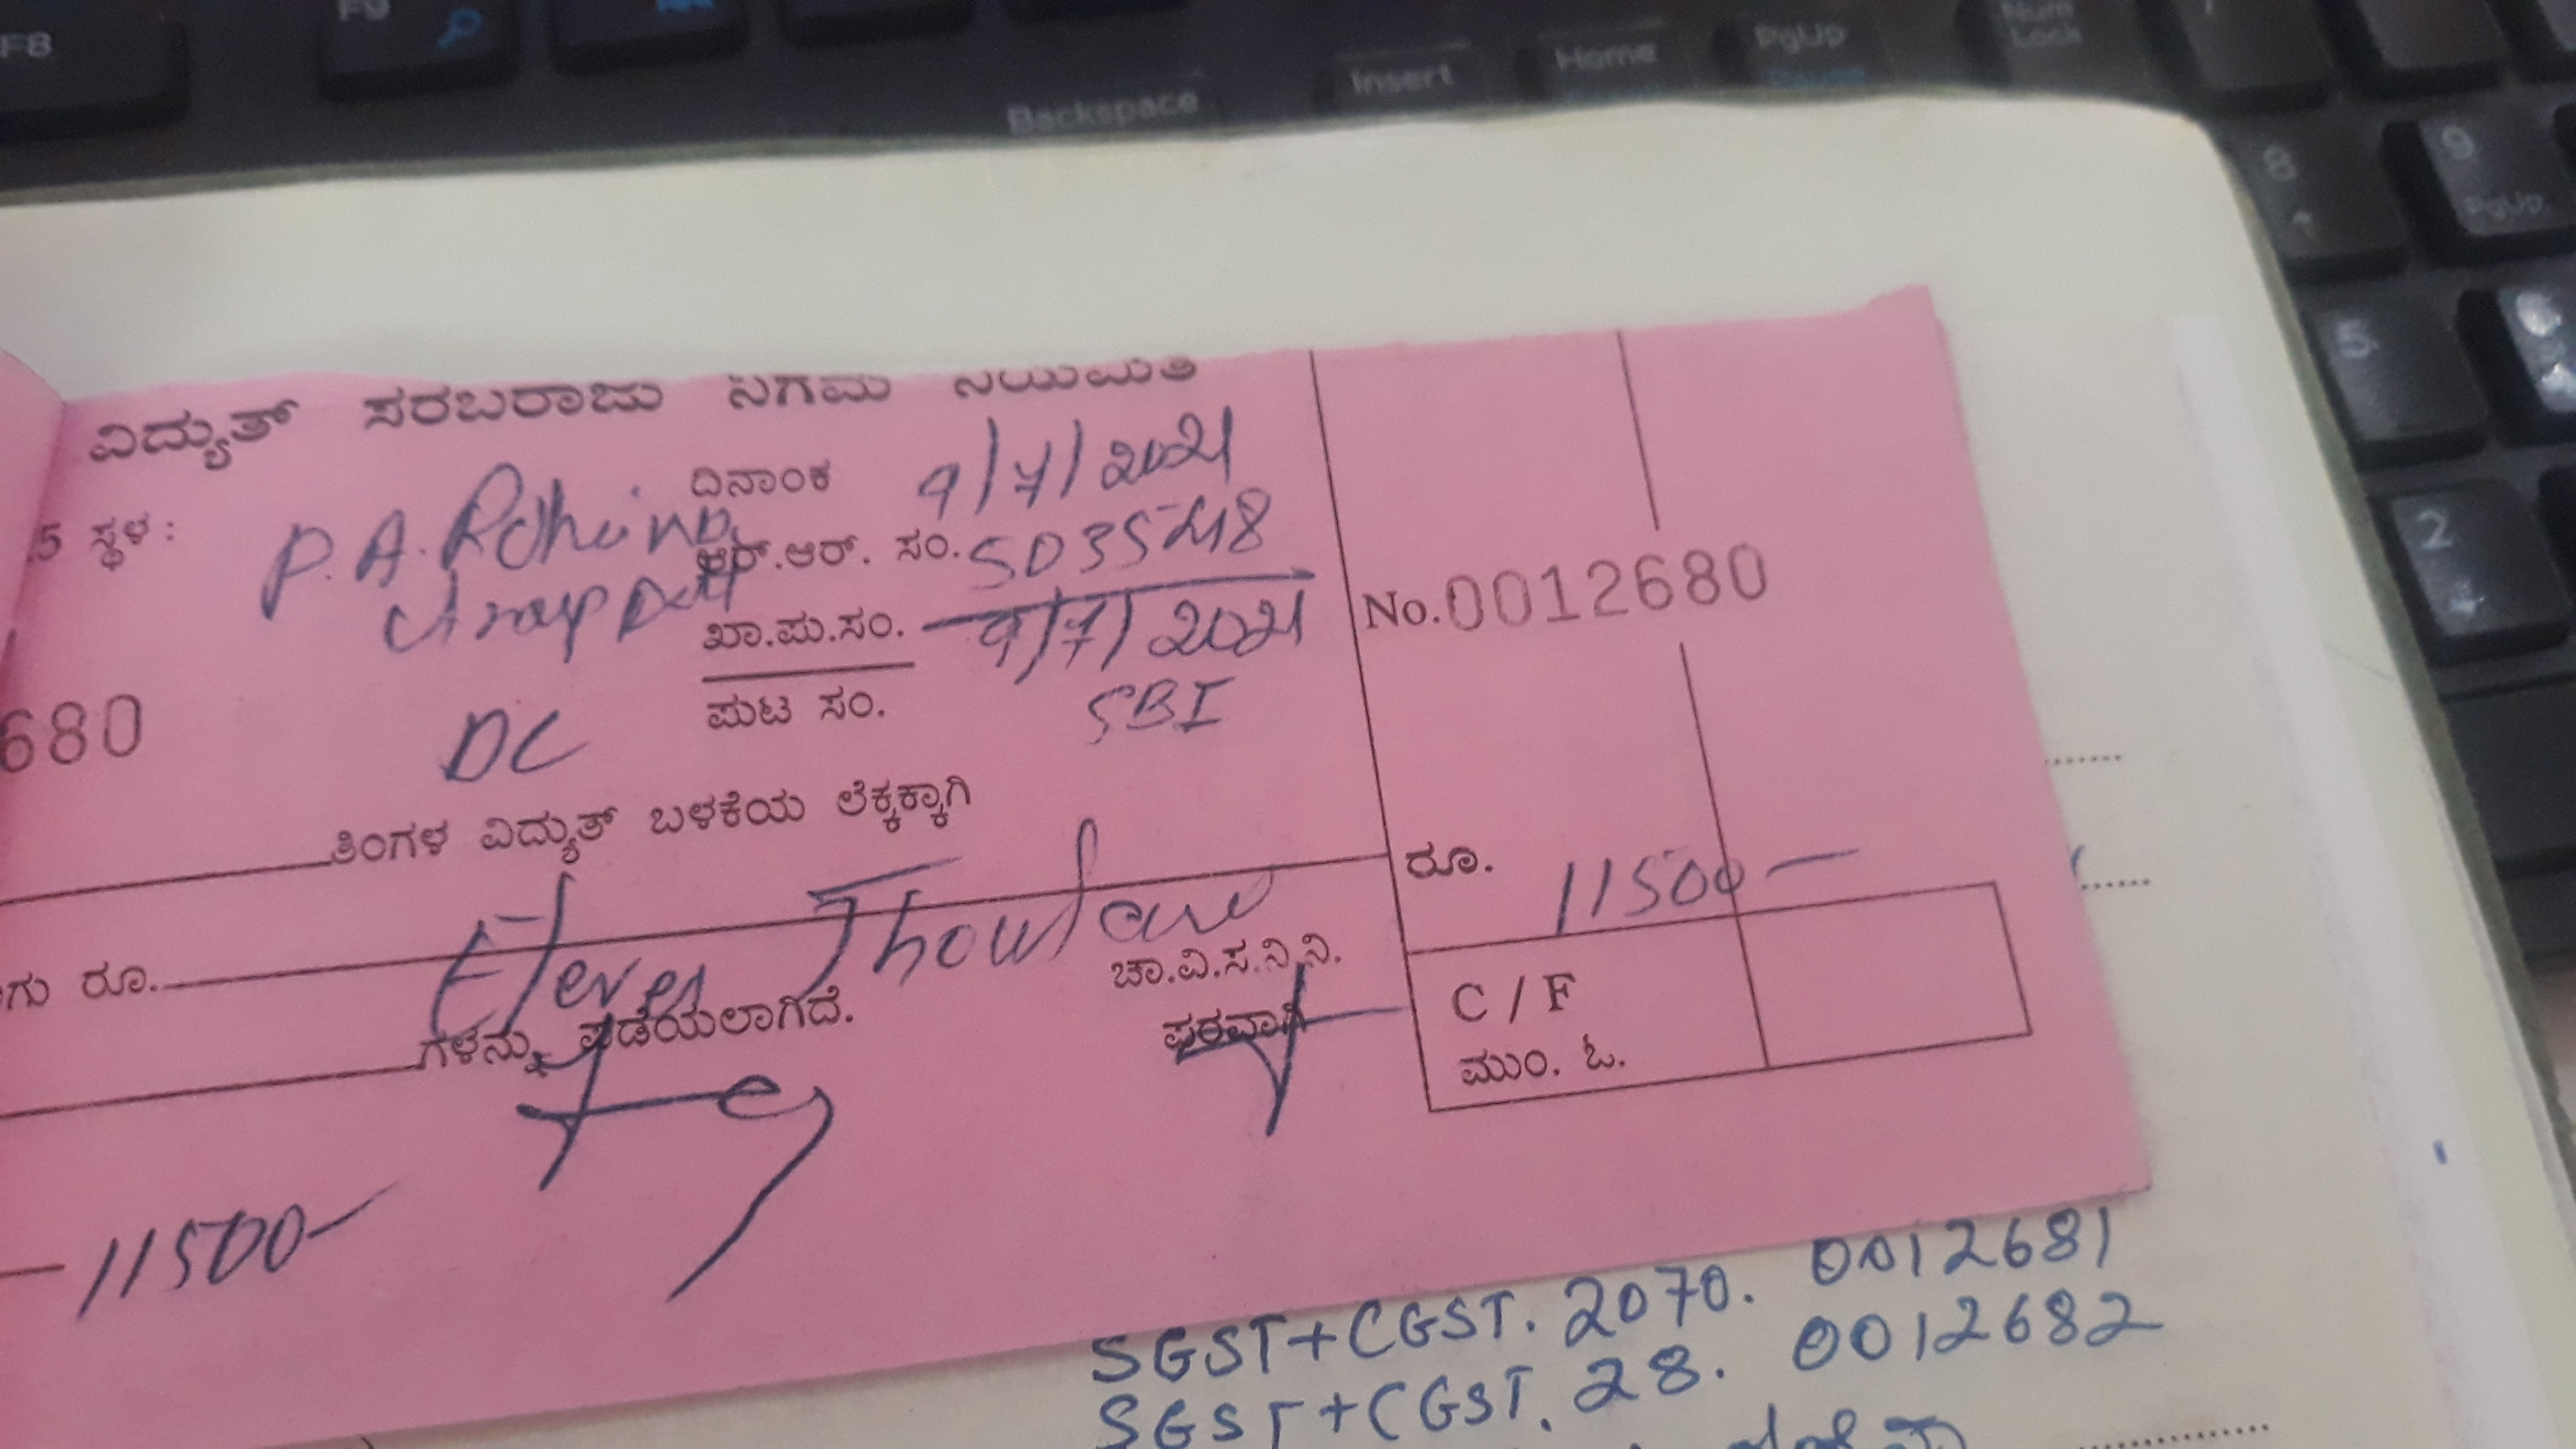 F8 F9
Backspace Insert Home PgUp Num Lock
8 9 PgUp
5
2
ವಿದ್ಯುತ್ ಸರಬರಾಜು ನಿಗಮ ನಿಯಮಿತ
.5 ಸ್ಥಳ :
ದಿನಾಂಕ 9/7/2021
P. A.
ಆರ್.ಆರ್. ಸಂ.
ಖಾ.ಪು.ಸಂ. 9/7/2021
ಪುಟ ಸಂ. SBI
No. 0012680
680 DC
ತಿಂಗಳ ವಿದ್ಯುತ್ ಬಳಕೆಯ ಲೆಕ್ಕಕ್ಕಾಗಿ
ರೂ. 11500-
ಗು ರೂ. Eleven Thousand
ಚಾ.ವಿ.ಸ.ನಿ.ನಿ.
ಗಳನ್ನು ಪಡೆಯಲಾಗಿದೆ.
ಪರವಾಗಿ
C / F
ಮುಂ. ಓ.
- 11500-
SGST+CGST. 2070. 0012681
SGST+CGST. 28. 0012682